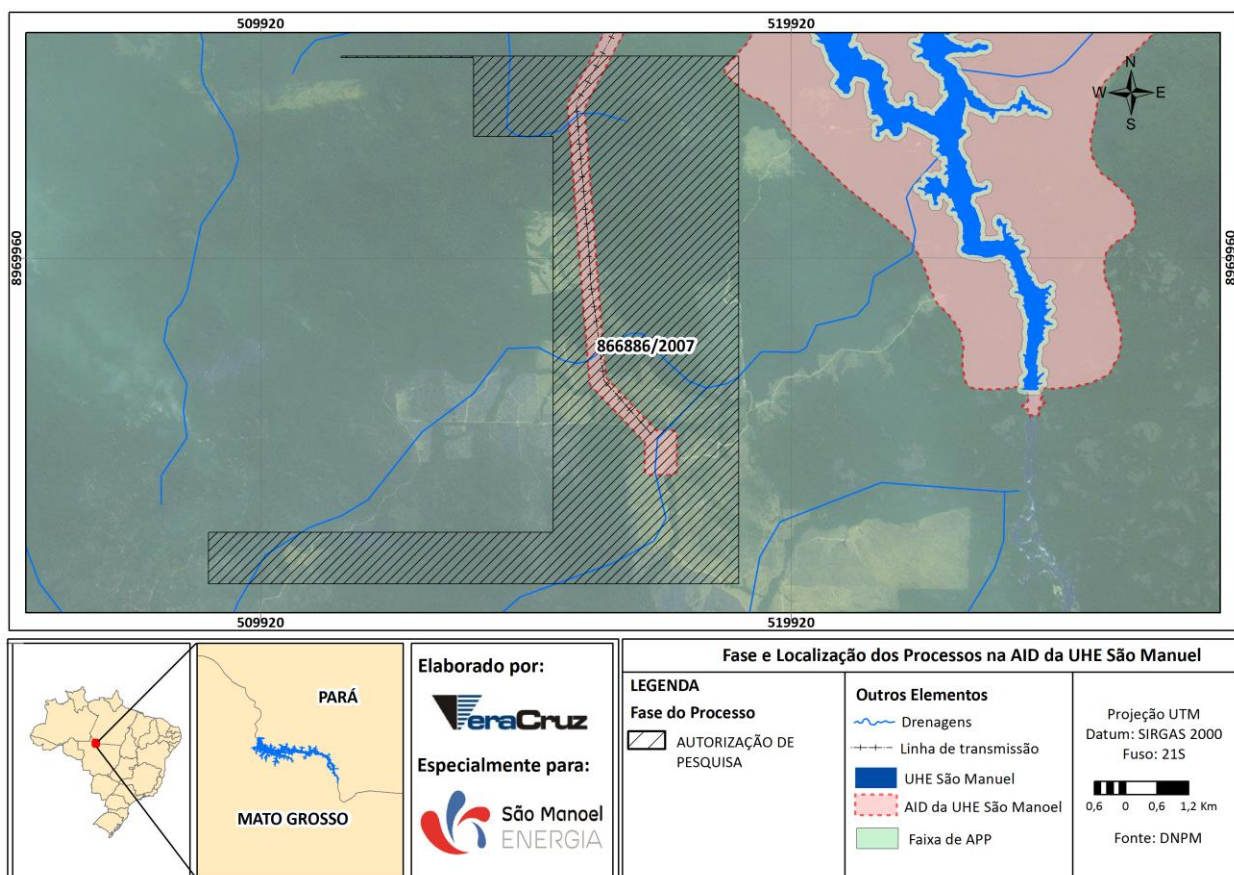 509920
519920
N
W
E
S
8969960
8969960
866886/2007
509920
519920
PARÁ
MATO GROSSO
Elaborado por:
VeraCruz
Especialmente para:
São Manoel
ENERGIA
Fase e Localização dos Processos na AID da UHE São Manuel
LEGENDA
Fase do Processo
AUTORIZAÇÃO DE
PESQUISA
Outros Elementos
Drenagens
Linha de transmissão
UHE São Manuel
AID da UHE São Manoel
Faixa de APP
Projeção UTM
Datum: SIRGAS 2000
Fuso: 21S
0,6 0 0,6 1,2 Km
Fonte: DNPM